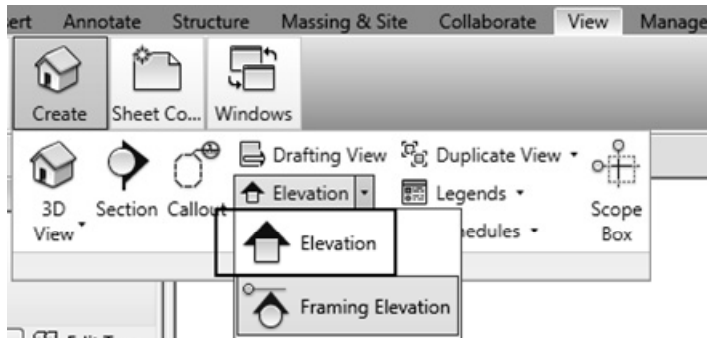 ert Annotate Structure Massing & Site Collaborate View Manage
Create Sheet Co... Windows
Drafting View Duplicate View
Elevation Legends
3D Section Callout Scope
View edules Box
Elevation
Framing Elevation